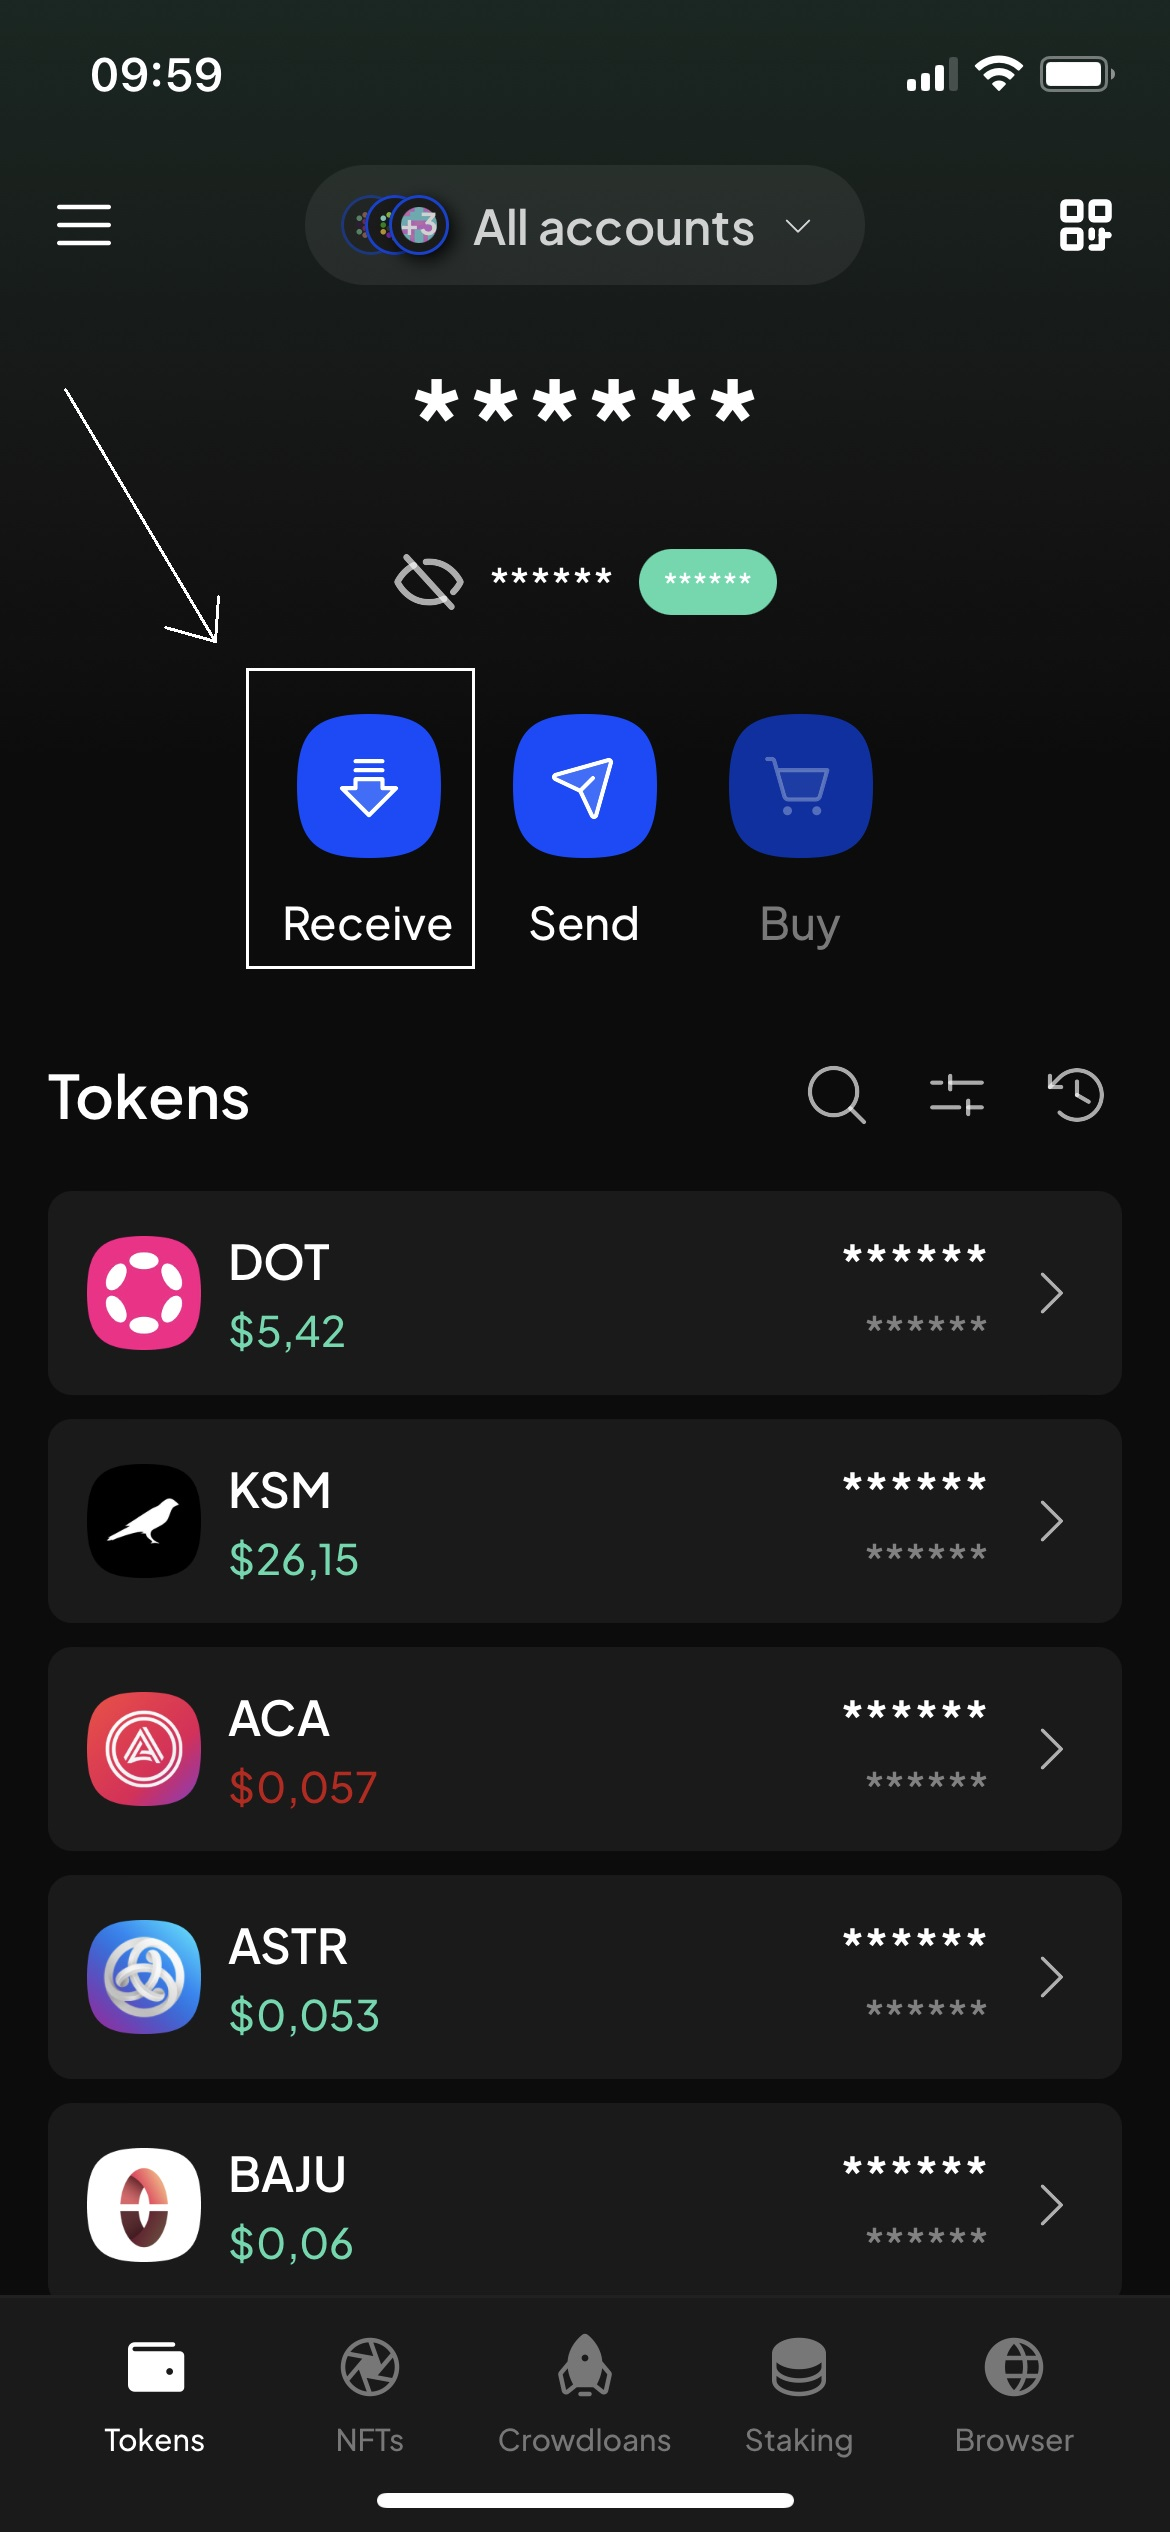 09:59
+3 All accounts
******
****** ******
Receive Send Buy
Tokens
DOT ******
$5,42 ******
KSM ******
$26,15 ******
ACA ******
$0,057 ******
ASTR ******
$0,053 ******
BAJU ******
$0,06 ******
Tokens NFTs Crowdloans Staking Browser